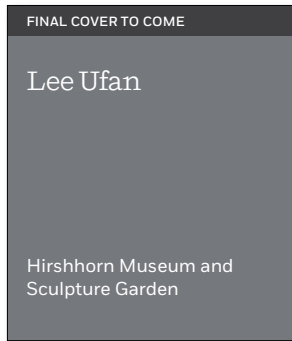 FINAL COVER TO COME
Lee Ufan
Hirshhorn Museum and
Sculpture Garden